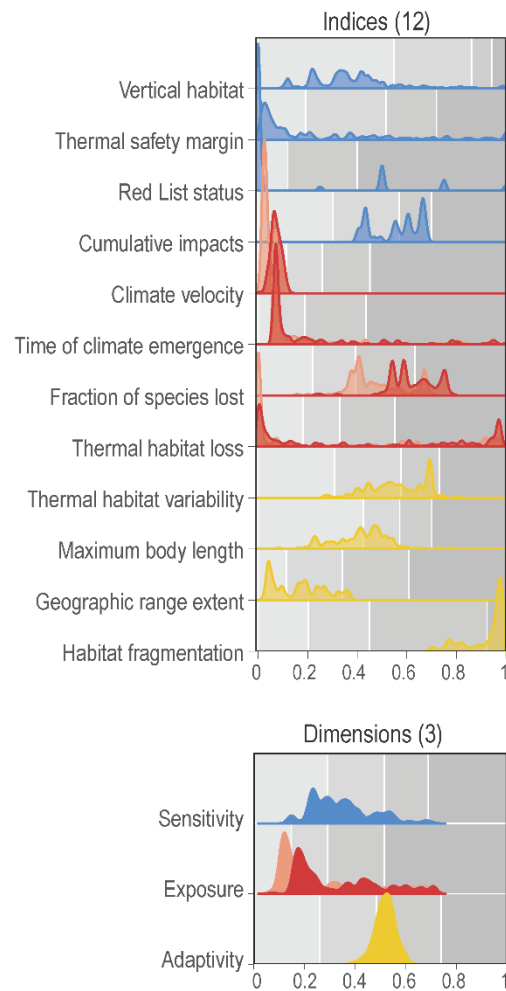 Indices (12)
Vertical habitat
Thermal safety margin
Red List status
Cumulative impacts
Climate velocity
Time of climate emergence
Fraction of species lost
Thermal habitat loss
Thermal habitat variability
Maximum body length
Geographic range extent
Habitat fragmentation
0 0.2 0.4 0.6 0.8 1
Dimensions (3)
Sensitivity
Exposure
Adaptivity
0 0.2 0.4 0.6 0.8 1